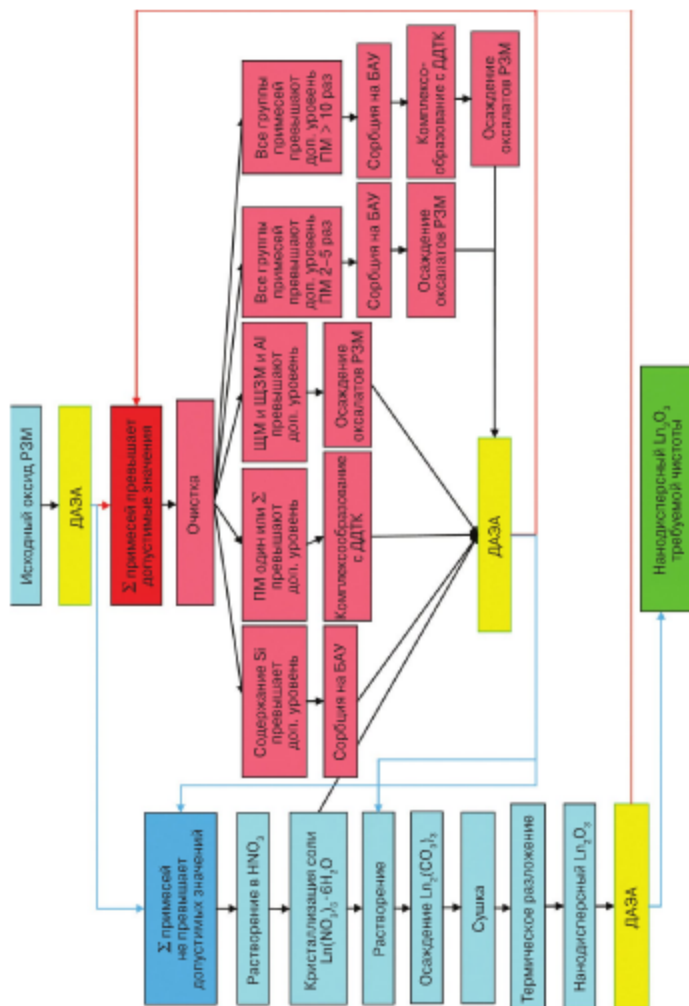 Исходный оксид РЗМ
ДАЭА
Σ примесей превышает
допустимые значения
Очистка
Содержание Si
превышает
доп. уровень
Сорбция на БАУ
ПМ один или Σ
превышают
доп. уровень
Комплексообразование
с ДДТК
ЩМ и ЩЗМ и Al
превышают
доп. уровень
Осаждение
оксалатов РЗМ
Все группы
примесей
превышают
доп. уровень
ПМ 2–5 раз
Сорбция на БАУ
Осаждение
оксалатов РЗМ
Все группы
примесей
превышают
доп. уровень
ПМ > 10 раз
Сорбция на БАУ
Комплексо-
образование
с ДДТК
Осаждение
оксалатов РЗМ
ДАЭА
Σ примесей
не превышает
допустимых значений
Растворение в HNO₃
Кристаллизация соли
Ln(NO₃)₃·6H₂O
Растворение
Осаждение Ln₂(CO₃)₃
Сушка
Термическое разложение
Нанодисперсный Ln₂O₃
ДАЭА
Нанодисперсный Ln₂O₃
требуемой чистоты